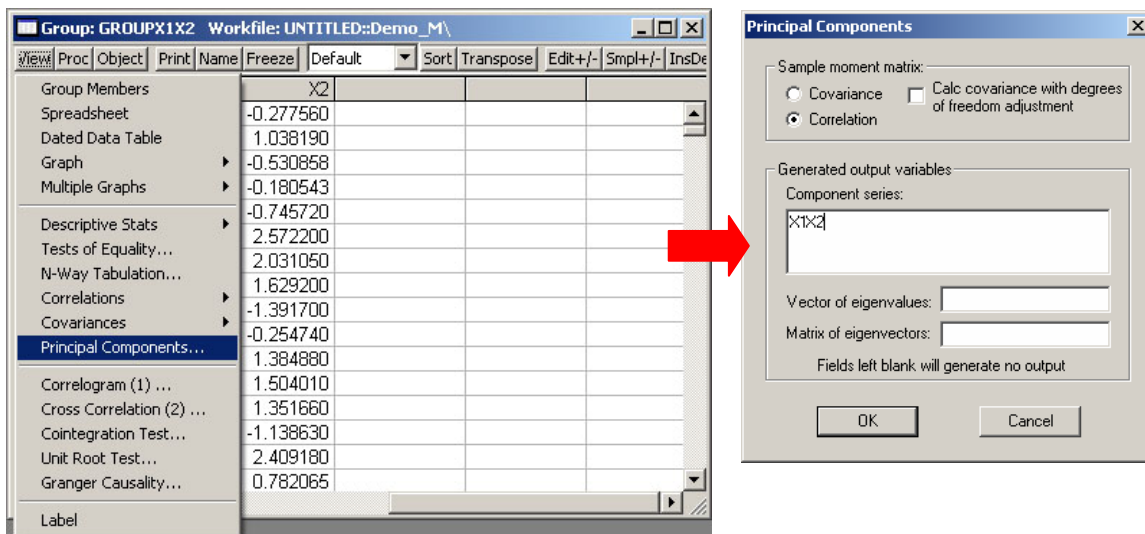 Group: GROUPX1X2 Workfile: UNTITLED::Demo_M\
View Proc Object Print Name Freeze Default Sort Transpose Edit+/- Smpl+/- InsDe
Group Members
Spreadsheet
Dated Data Table
Graph
Multiple Graphs
Descriptive Stats
Tests of Equality...
N-Way Tabulation...
Correlations
Covariances
Principal Components...
Correlogram (1) ...
Cross Correlation (2) ...
Cointegration Test...
Unit Root Test...
Granger Causality...
Label
X2
-0.277560
1.038190
-0.530858
-0.180543
-0.745720
2.572200
2.031050
1.629200
-1.391700
-0.254740
1.384880
1.504010
1.351660
-1.138630
2.409180
0.782065
Principal Components
Sample moment matrix:
Covariance
Correlation
Calc covariance with degrees
of freedom adjustment
Generated output variables
Component series:
X1X2
Vector of eigenvalues:
Matrix of eigenvectors:
Fields left blank will generate no output
OK Cancel